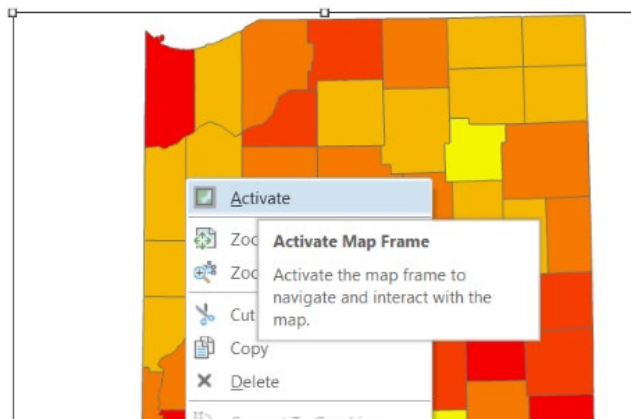 Activate
Zoo
Activate Map Frame
Zoo
Activate the map frame to
navigate and interact with the
map.
Cut
Copy
Delete